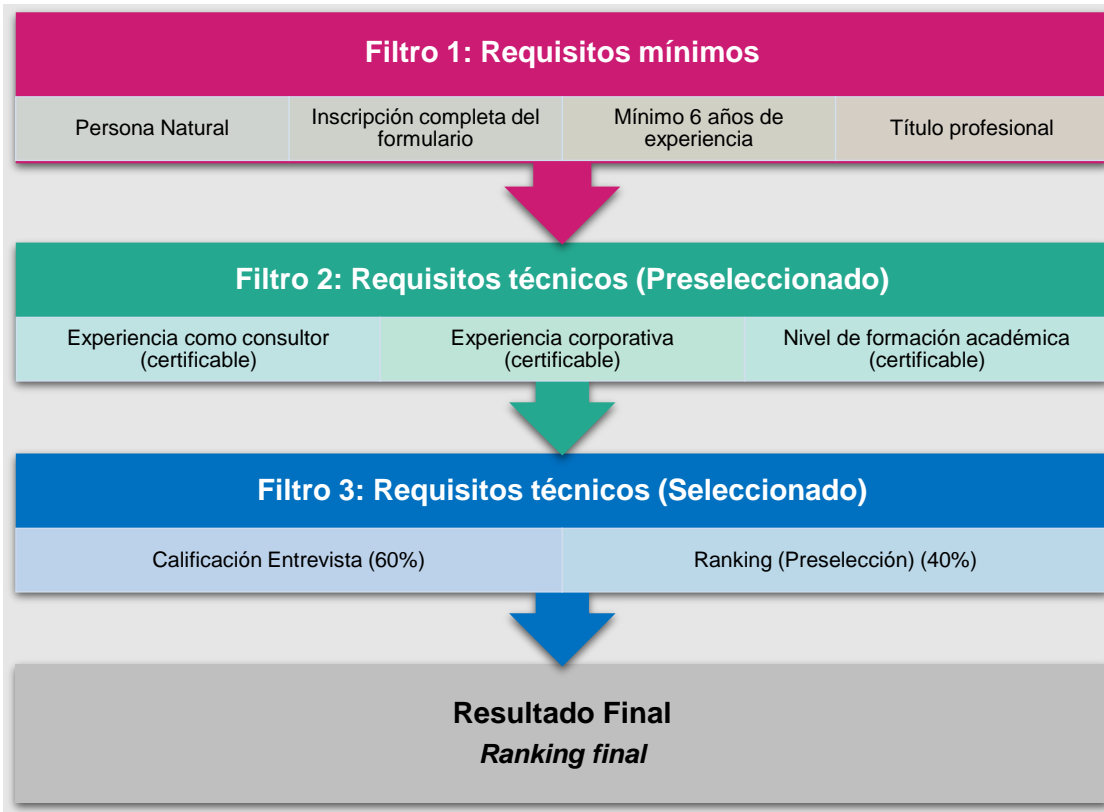 Filtro 1: Requisitos mínimos
Persona Natural
Inscripción completa del
formulario
Mínimo 6 años de
experiencia
Título profesional
Filtro 2: Requisitos técnicos (Preseleccionado)
Experiencia como consultor
(certificable)
Experiencia corporativa
(certificable)
Nivel de formación académica
(certificable)
Filtro 3: Requisitos técnicos (Seleccionado)
Calificación Entrevista (60%)
Ranking (Preselección) (40%)
Resultado Final
Ranking final